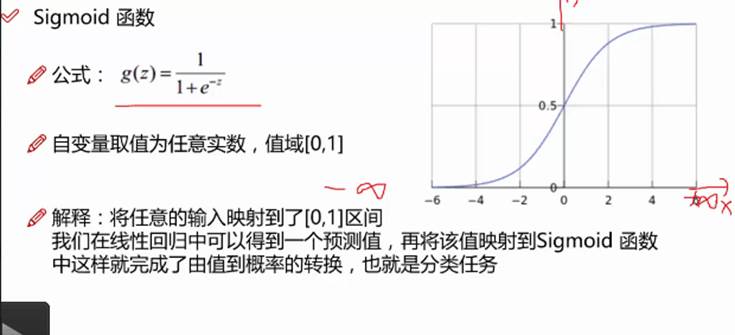 Sigmoid 函数
公式： g(z) = 1 / (1 + e^{-z})
自变量取值为任意实数，值域[0,1]
解释：将任意的输入映射到了[0,1]区间
我们在线性回归中可以得到一个预测值，再将该值映射到Sigmoid 函数
中这样就完成了由值到概率的转换，也就是分类任务
1
0.5
0
−6 −4 −2 0 2 4
− ∞
+∞ x